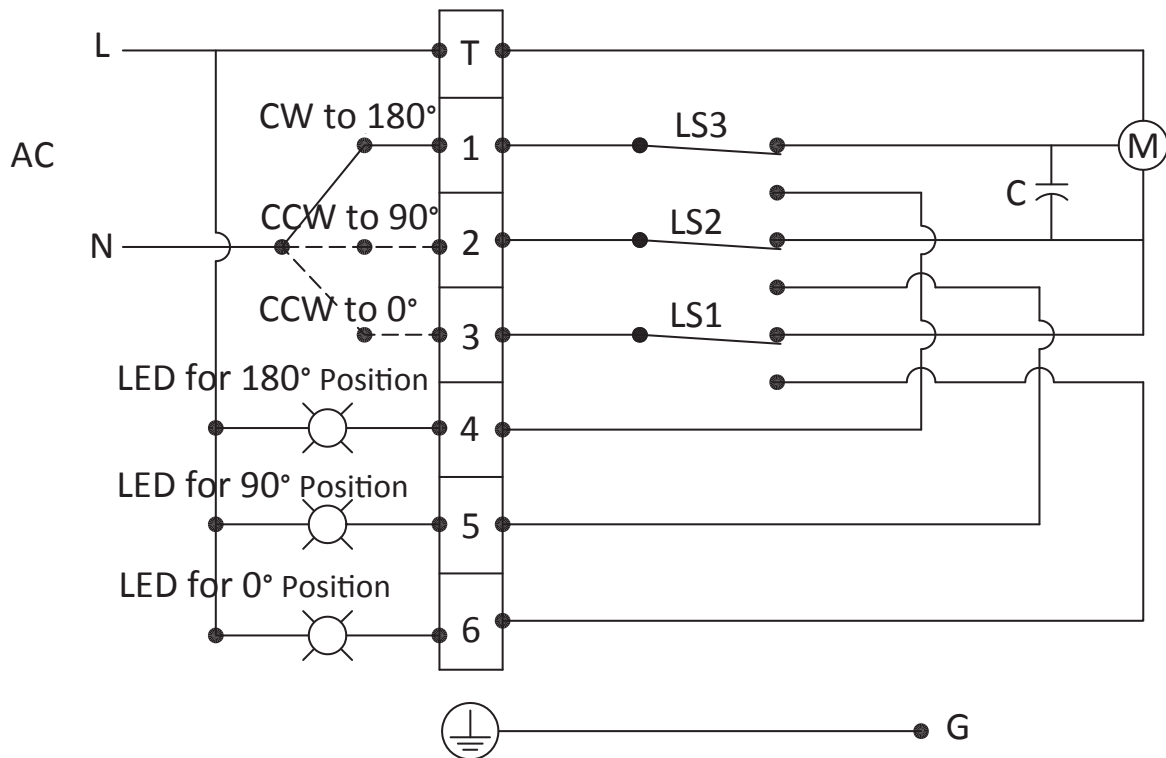 L
T
CW to 180°
1
LS3
AC
M
C
CCW to 90°
N
2
LS2
CCW to 0°
3
LS1
LED for 180° Position
4
LED for 90° Position
5
LED for 0° Position
6
G